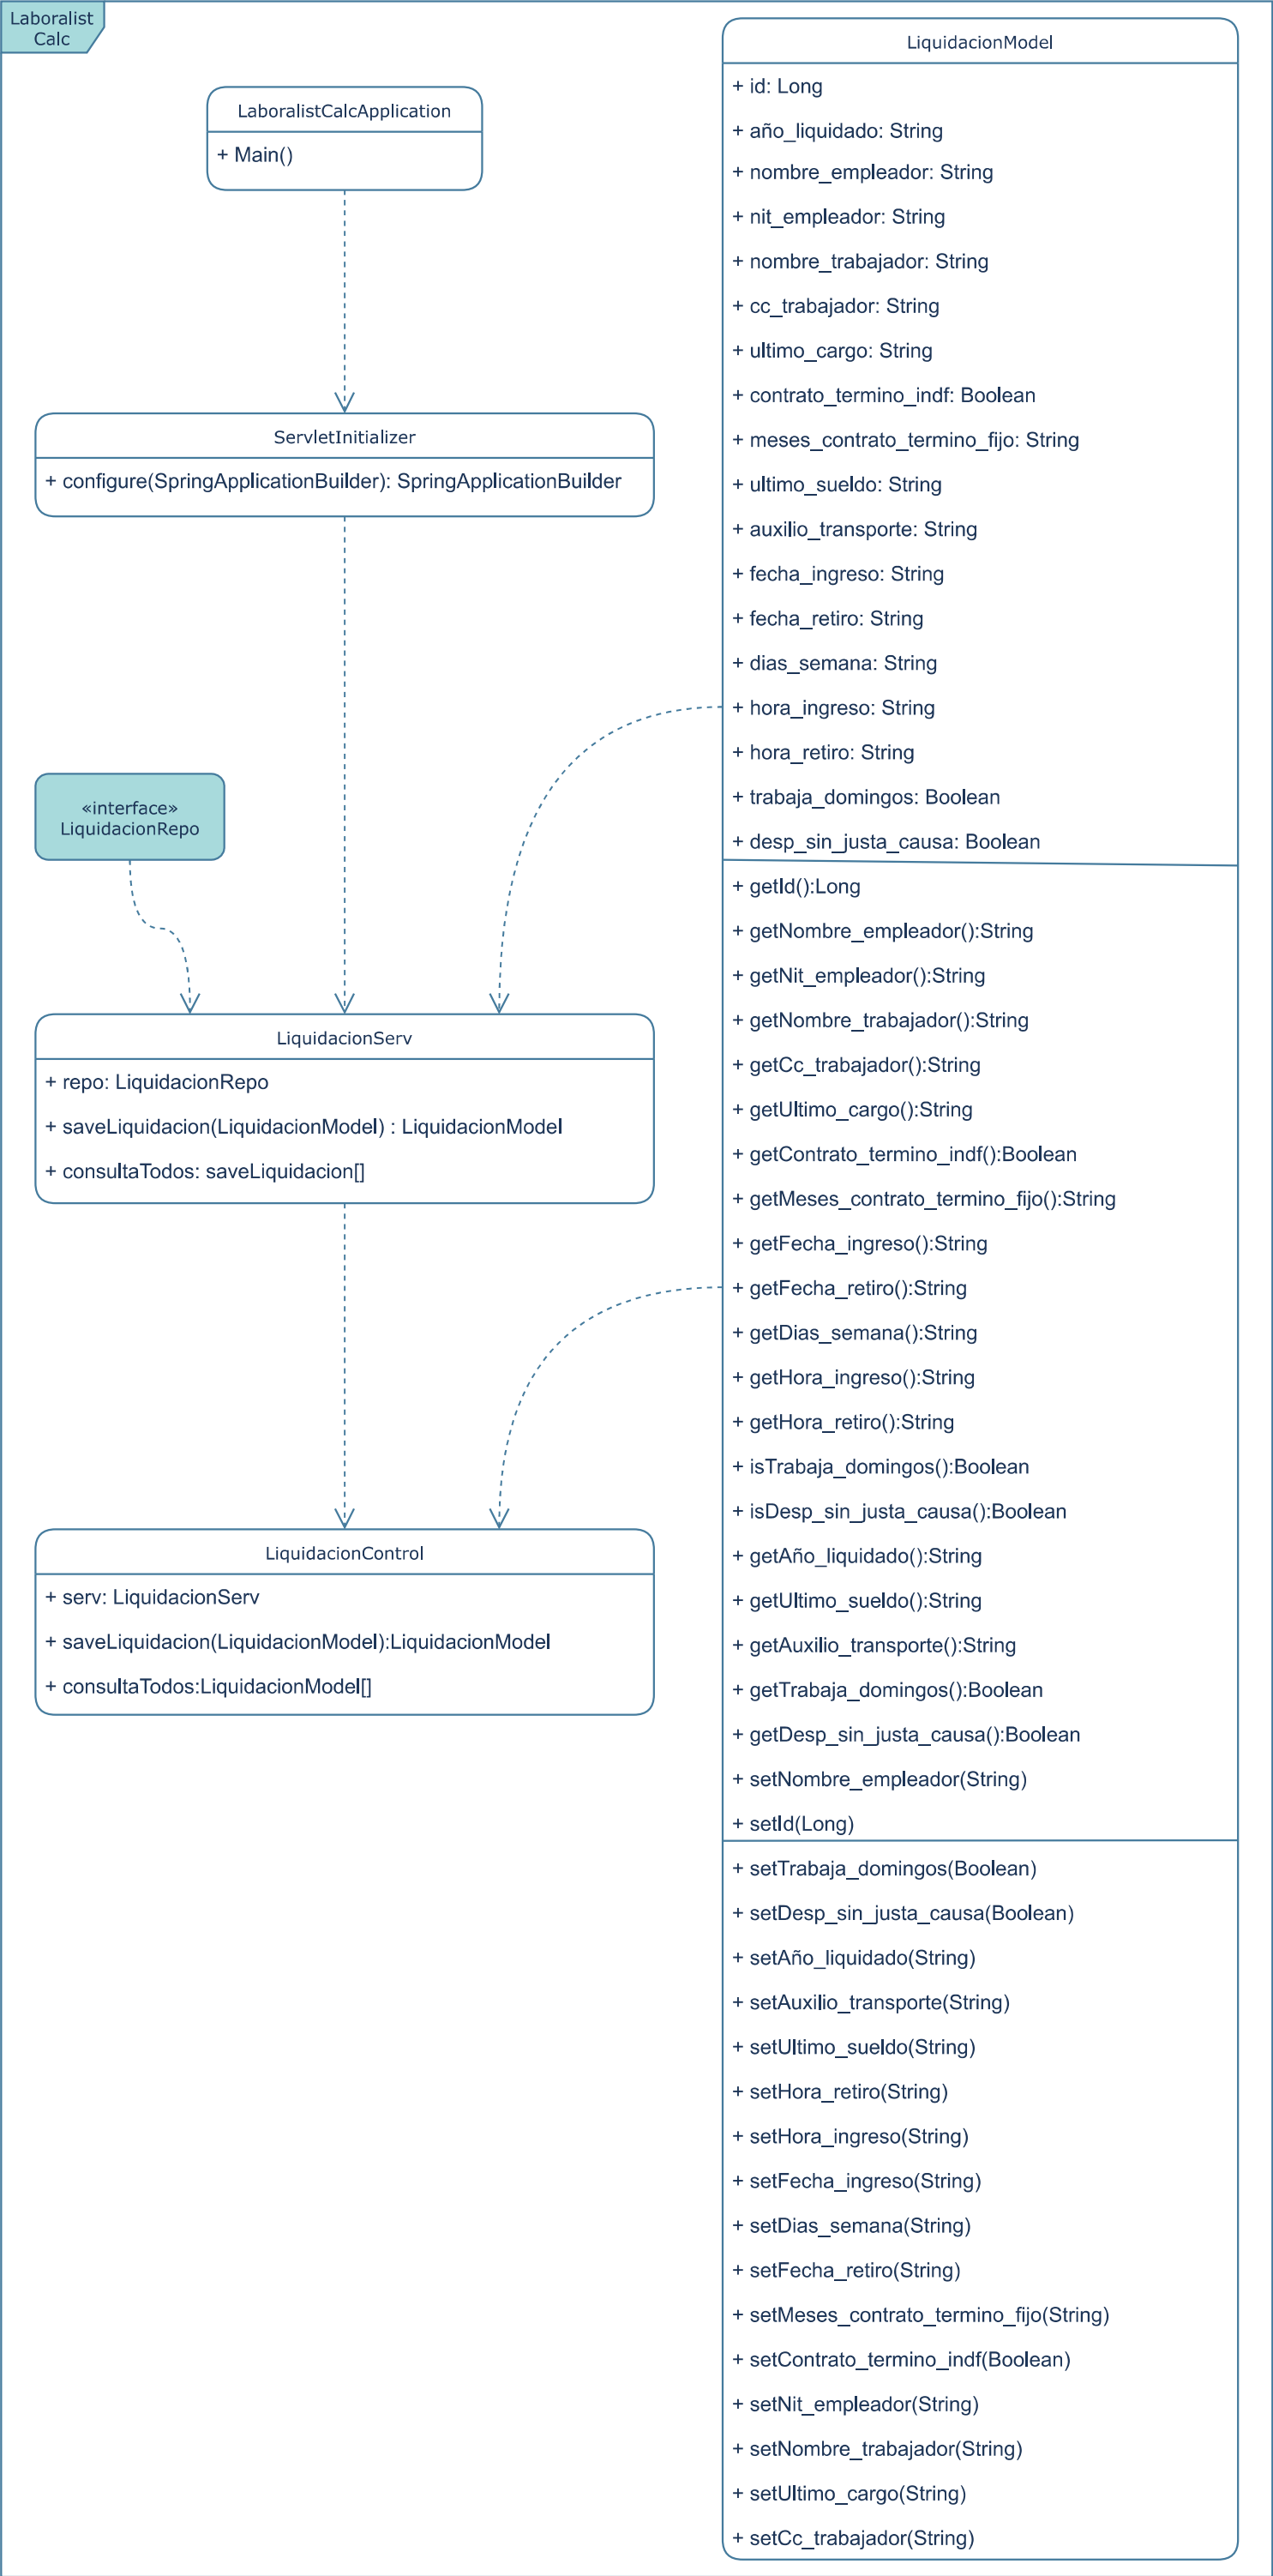 Laboralist
Calc
LaboralistCalcApplication
+ Main()
ServletInitializer
+ configure(SpringApplicationBuilder): SpringApplicationBuilder
«interface»
LiquidacionRepo
LiquidacionServ
+ repo: LiquidacionRepo
+ saveLiquidacion(LiquidacionModel) : LiquidacionModel
+ consultaTodos: saveLiquidacion[]
LiquidacionControl
+ serv: LiquidacionServ
+ saveLiquidacion(LiquidacionModel):LiquidacionModel
+ consultaTodos:LiquidacionModel[]
LiquidacionModel
+ id: Long
+ año_liquidado: String
+ nombre_empleador: String
+ nit_empleador: String
+ nombre_trabajador: String
+ cc_trabajador: String
+ ultimo_cargo: String
+ contrato_termino_indf: Boolean
+ meses_contrato_termino_fijo: String
+ ultimo_sueldo: String
+ auxilio_transporte: String
+ fecha_ingreso: String
+ fecha_retiro: String
+ dias_semana: String
+ hora_ingreso: String
+ hora_retiro: String
+ trabaja_domingos: Boolean
+ desp_sin_justa_causa: Boolean
+ getId():Long
+ getNombre_empleador():String
+ getNit_empleador():String
+ getNombre_trabajador():String
+ getCc_trabajador():String
+ getUltimo_cargo():String
+ getContrato_termino_indf():Boolean
+ getMeses_contrato_termino_fijo():String
+ getFecha_ingreso():String
+ getFecha_retiro():String
+ getDias_semana():String
+ getHora_ingreso():String
+ getHora_retiro():String
+ isTrabaja_domingos():Boolean
+ isDesp_sin_justa_causa():Boolean
+ getAño_liquidado():String
+ getUltimo_sueldo():String
+ getAuxilio_transporte():String
+ getTrabaja_domingos():Boolean
+ getDesp_sin_justa_causa():Boolean
+ setNombre_empleador(String)
+ setId(Long)
+ setTrabaja_domingos(Boolean)
+ setDesp_sin_justa_causa(Boolean)
+ setAño_liquidado(String)
+ setAuxilio_transporte(String)
+ setUltimo_sueldo(String)
+ setHora_retiro(String)
+ setHora_ingreso(String)
+ setFecha_ingreso(String)
+ setDias_semana(String)
+ setFecha_retiro(String)
+ setMeses_contrato_termino_fijo(String)
+ setContrato_termino_indf(Boolean)
+ setNit_empleador(String)
+ setNombre_trabajador(String)
+ setUltimo_cargo(String)
+ setCc_trabajador(String)